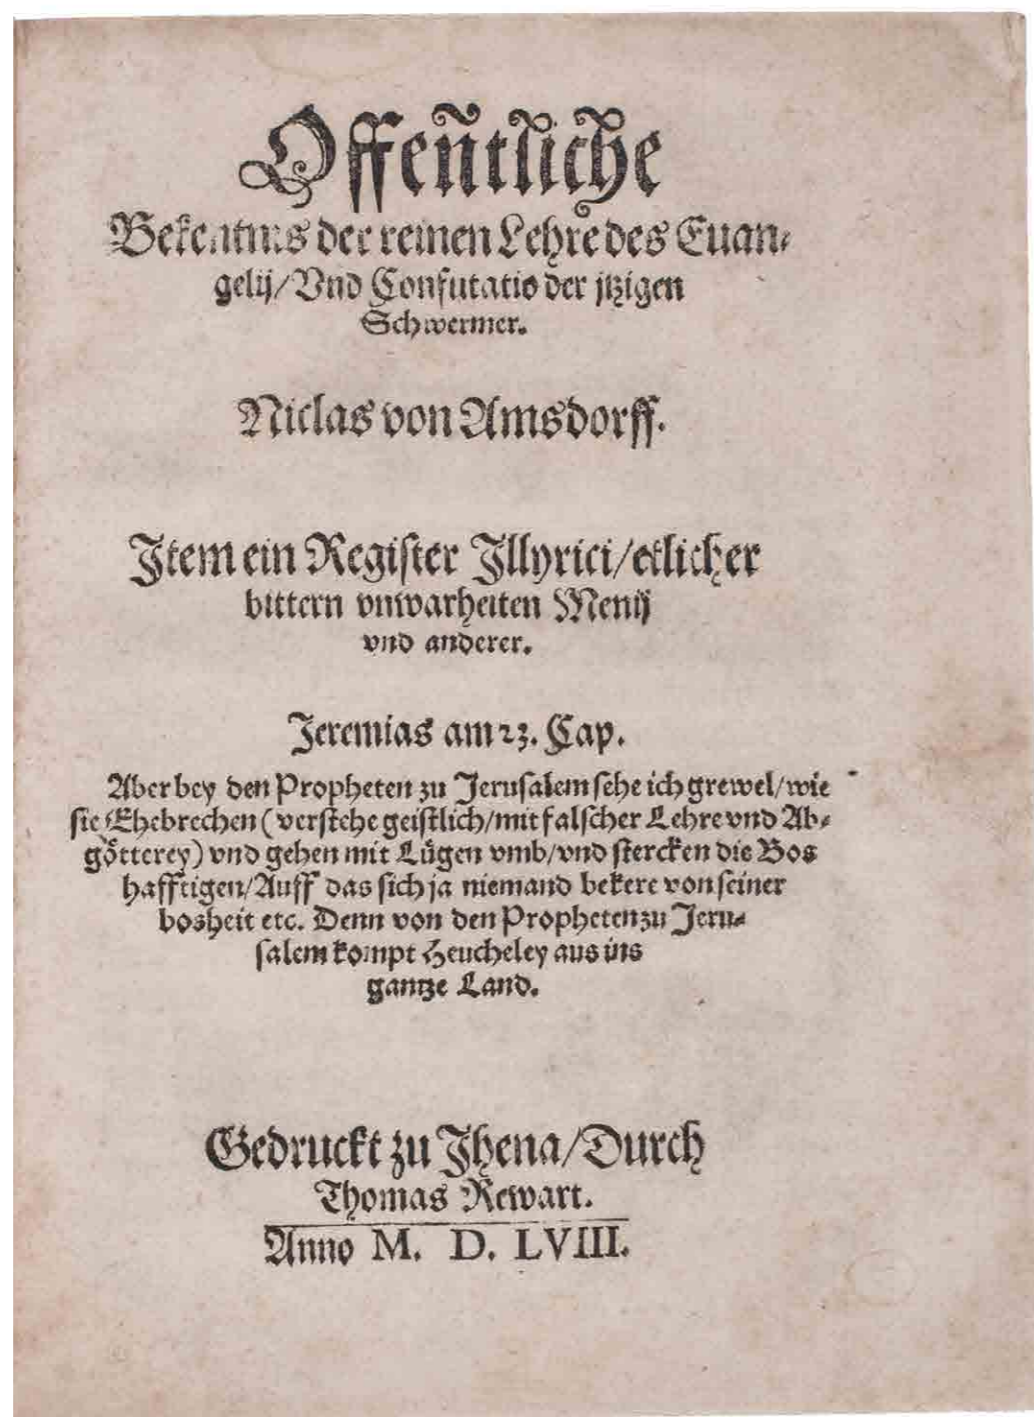 Offentliche
Bekentnis der reinen Lehre des Euan-
gelij/Vnd Confutatio der jtzigen
Schwermer.
Niclas von Amsdorff.
Item ein Register Illyrici/etlicher
bittern vnwarheiten Menij
vnd anderer.
Jeremias am 23. Cap.
Aber bey den Propheten zu Jerusalem sehe ich grewel/wie
sie Ehebrechen (verstehe geistlich/mit falscher Lehre vnd Ab-
götterey) vnd gehen mit Lügen vmb/vnd stercken die Bos
hafftigen/Auff das sich ja niemand bekere von seiner
bosheit etc. Denn von den Propheten zu Jeru-
salem kompt Heucheley aus ins
gantze Land.
Gedruckt zu Jhena/Durch
Thomas Rewart.
Anno M. D. LVIII.